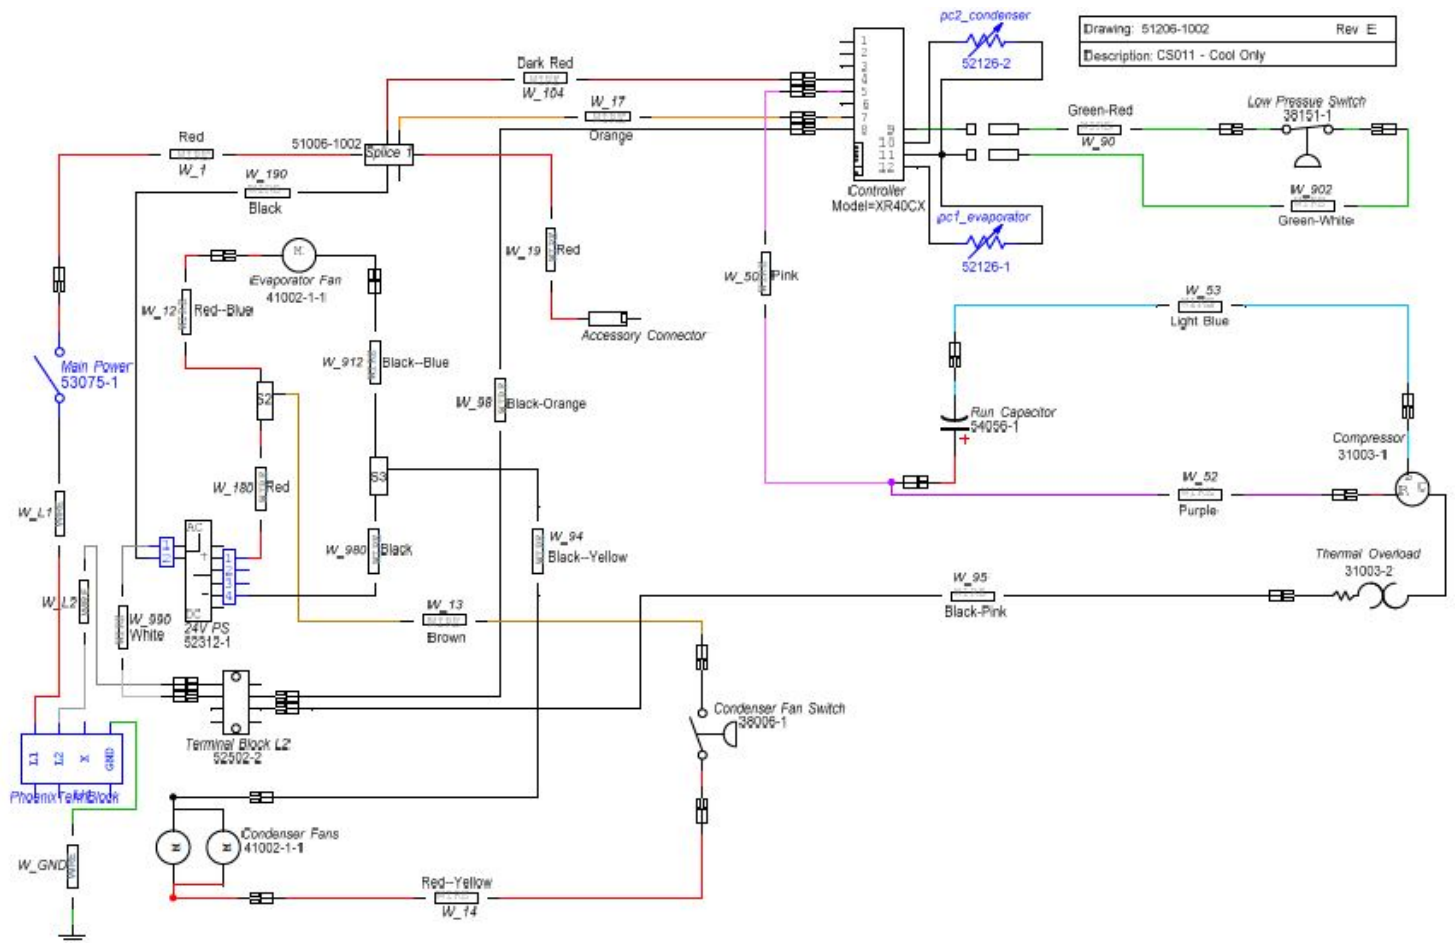 pc2_condenser
52126-2
Drawing: 51206-1002 Rev E
Description: CS011 - Cool Only
Dark Red
W_104
W_17
Orange
1
2
3
4
5
6
7
8
9
10
11
12
Controller
Model=XR40CX
Green-Red
W_90
Low Pressue Switch
38151-1
W_902
Green-White
pc1_evaporator
52126-1
Red
W_1
51006-1002
Splice 1
W_190
Black
W_19 Red
Accessory Connector
M
Evaporator Fan
41002-1-1
W_12 Red--Blue
W_50 Pink
W_53
Light Blue
Main Power
53075-1
W_912 Black--Blue
S2
W_98 Black-Orange
Run Capacitor
54056-1
+
Compressor
31003-1
S3
W_180 Red
W_52
Purple
R
W_L1
AC
W_980 Black
W_94
Black--Yellow
Thermal Overload
31003-2
W_L2
W_990
White
DC
24V PS
52312-1
W_13
Brown
W_95
Black-Pink
Condenser Fan Switch
38006-1
Terminal Block L2
52502-2
L1
L2
X
GND
W_GND
M
M
Condenser Fans
41002-1-1
Red--Yellow
W_14